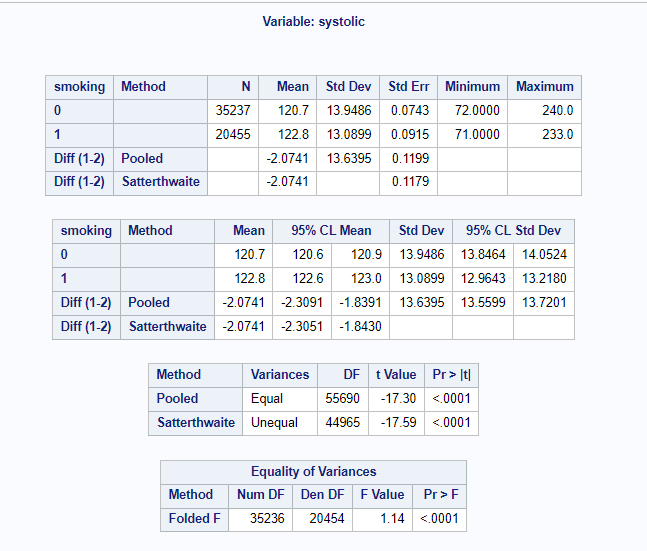 Variable: systolic
smoking Method N Mean Std Dev Std Err Minimum Maximum
0 35237 120.7 13.9486 0.0743 72.0000 240.0
1 20455 122.8 13.0899 0.0915 71.0000 233.0
Diff (1-2) Pooled -2.0741 13.6395 0.1199
Diff (1-2) Satterthwaite -2.0741 0.1179
smoking Method Mean 95% CL Mean Std Dev 95% CL Std Dev
0 120.7 120.6 120.9 13.9486 13.8464 14.0524
1 122.8 122.6 123.0 13.0899 12.9643 13.2180
Diff (1-2) Pooled -2.0741 -2.3091 -1.8391 13.6395 13.5599 13.7201
Diff (1-2) Satterthwaite -2.0741 -2.3051 -1.8430
Method Variances DF t Value Pr > |t|
Pooled Equal 55690 -17.30 <.0001
Satterthwaite Unequal 44965 -17.59 <.0001
Equality of Variances
Method Num DF Den DF F Value Pr > F
Folded F 35236 20454 1.14 <.0001